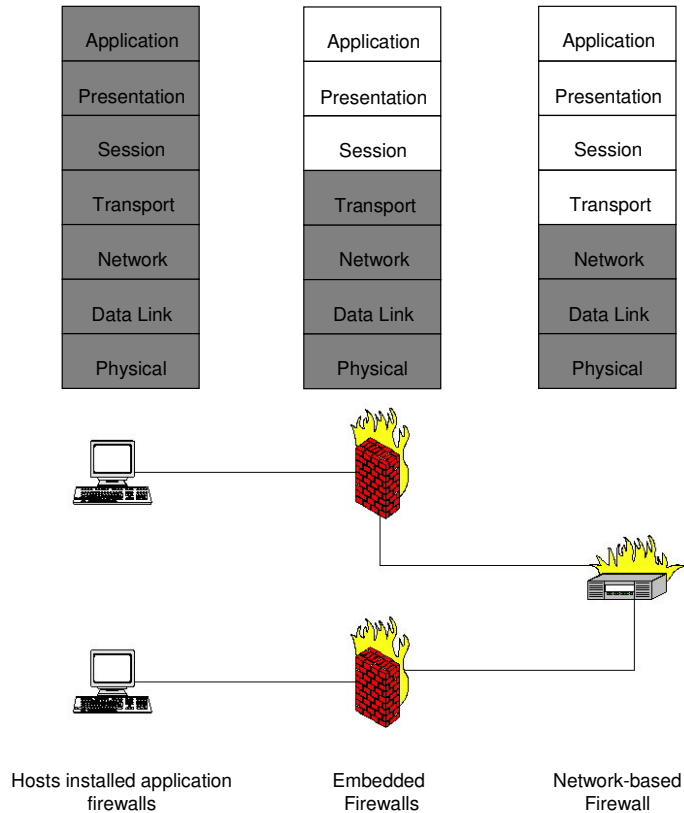 Application
Presentation
Session
Transport
Network
Data Link
Physical
Application
Presentation
Session
Transport
Network
Data Link
Physical
Application
Presentation
Session
Transport
Network
Data Link
Physical
Hosts installed application
firewalls
Embedded
Firewalls
Network-based
Firewall